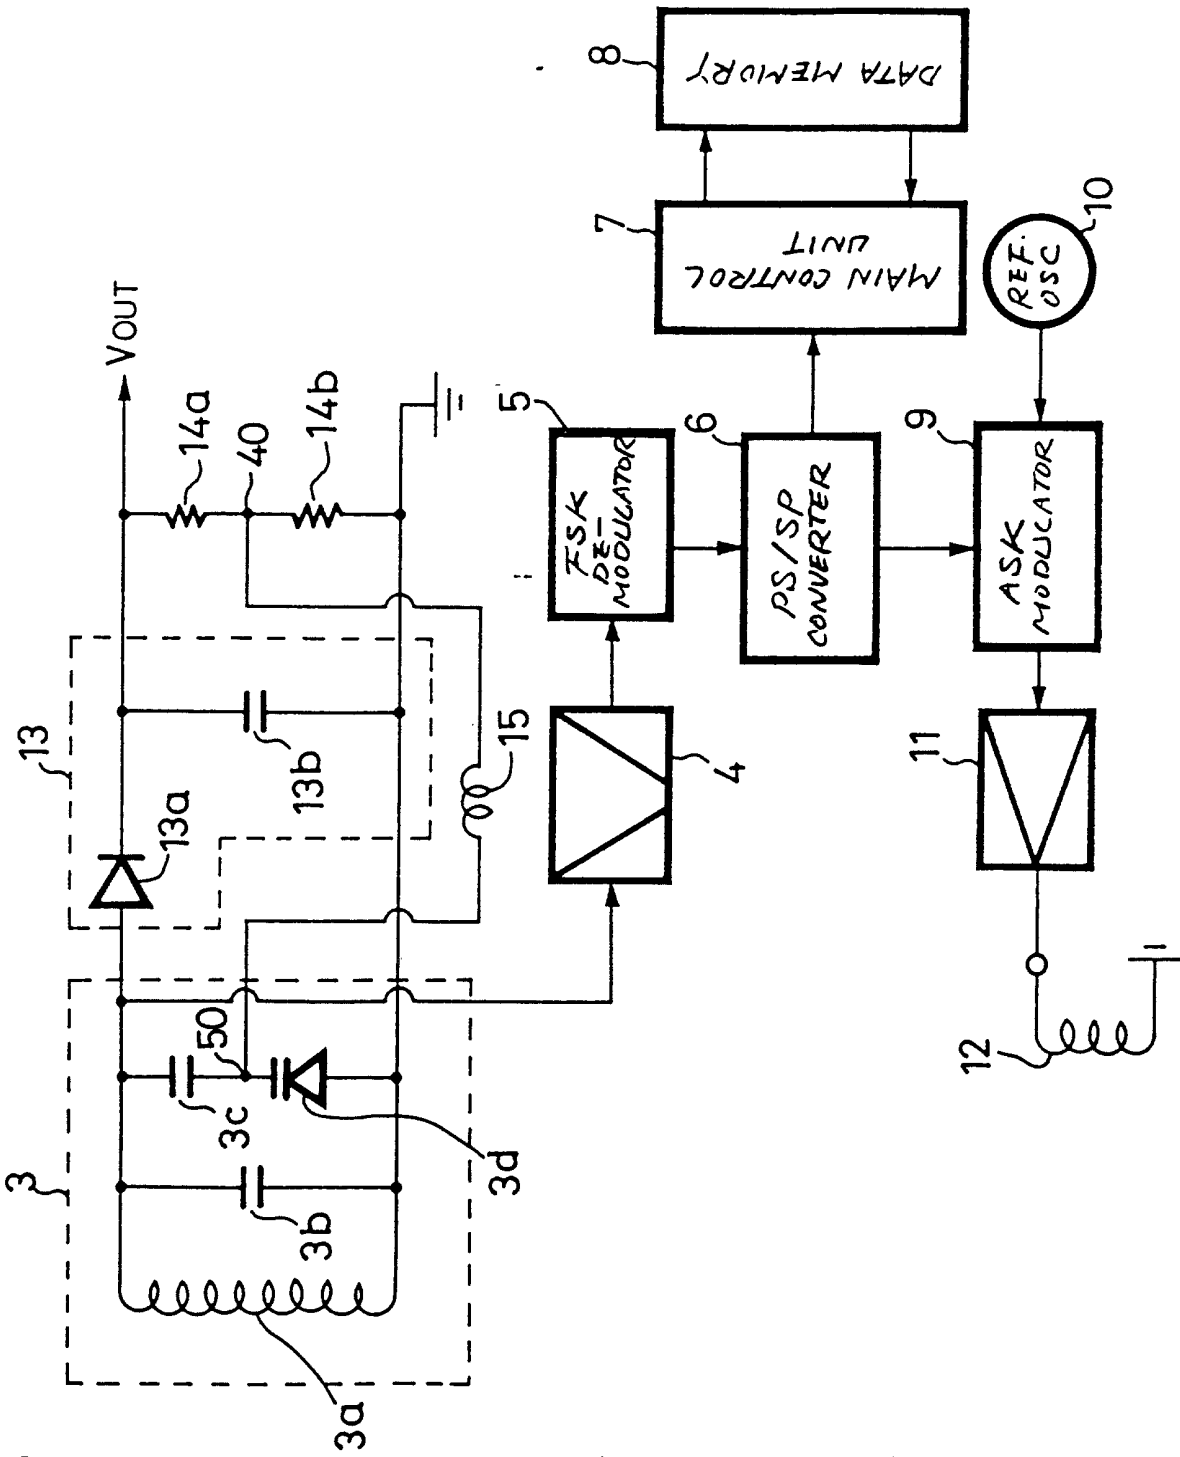 3
3a
3b
3c
3d
50
13
13a
13b
15
14a
40
14b
VOUT
4
5
FSK
DE-
MODULATOR
6
PS/SP
CONVERTER
7
MAIN CONTROL
UNIT
8
DATA MEMORY
9
ASK
MODULATOR
10
REF.
OSC
11
12